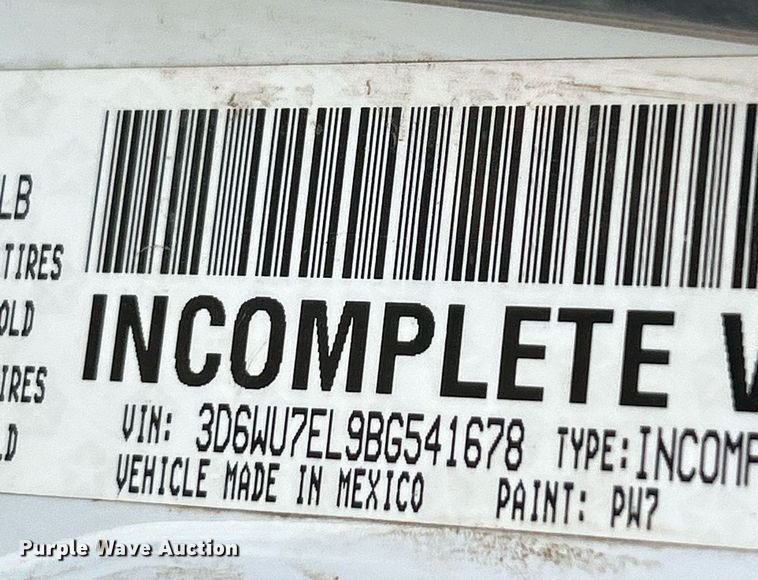 LB
TIRES
OLD
IRES
LD
INCOMPLETE V
VIN: 3D6WU7EL9BG541678 TYPE: INCOMP
VEHICLE MADE IN MEXICO PAINT: PW7
Purple Wave Auction